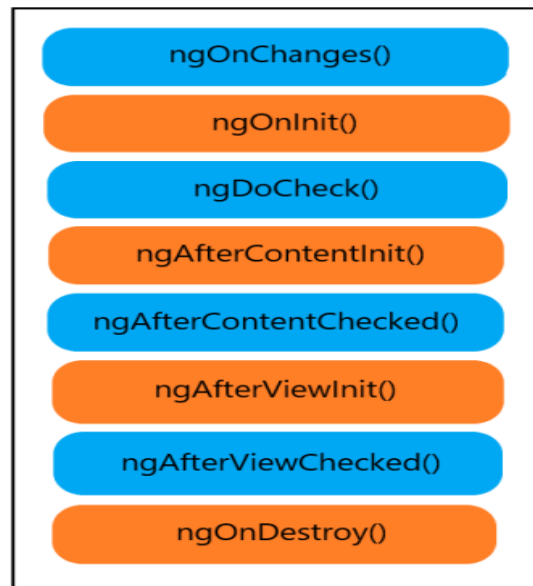 ngOnChanges()
ngOnInit()
ngDoCheck()
ngAfterContentInit()
ngAfterContentChecked()
ngAfterViewInit()
ngAfterViewChecked()
ngOnDestroy()